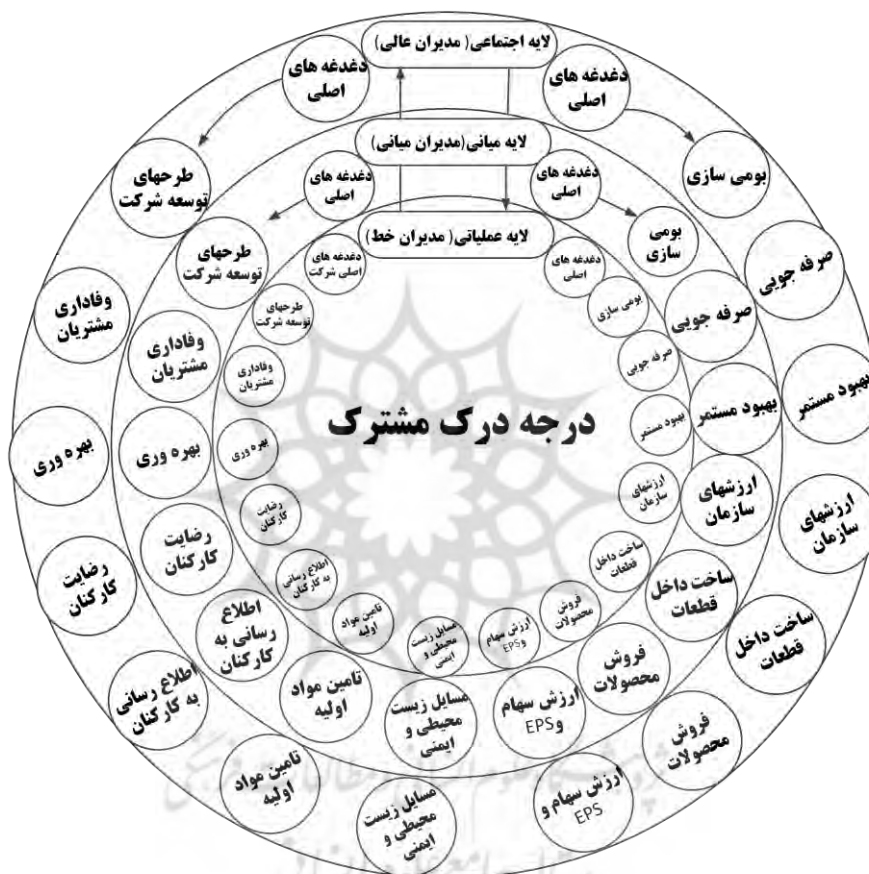 لایه اجتماعی( مدیران عالی)
دغدغه های
اصلی
بومی سازی
صرفه جویی
بهبود مستمر
ارزشهای
سازمان
ساخت داخل
قطعات
فروش
محصولات
ارزش سهام و
EPS
مسایل زیست
محیطی و
ایمنی
تامین مواد
اولیه
اطلاع رسانی
به کارکنان
رضایت
کارکنان
بهره وری
وفاداری
مشتریان
طرحهای
توسعه شرکت
دغدغه های
اصلی
لایه میانی(مدیران میانی)
دغدغه های
اصلی
بومی
سازی
صرفه جویی
بهبود مستمر
ارزشهای
سازمان
ساخت داخل
قطعات
فروش
محصولات
ارزش سهام
وEPS
مسایل زیست
محیطی و
ایمنی
تامین مواد
اولیه
اطلاع
رسانی به
کارکنان
رضایت
کارکنان
بهره وری
وفاداری
مشتریان
طرحهای
توسعه شرکت
دغدغه های
اصلی
لایه عملیاتی( مدیران خط)
دغدغه های
اصلی
بومی سازی
صرفه جویی
بهبود مستمر
ارزشهای
سازمان
ساخت داخل
قطعات
فروش
محصولات
ارزش سهام
وEPS
مسایل زیست
محیطی و
ایمنی
تامین مواد
اولیه
اطلاع رسانی
به کارکنان
رضایت
کارکنان
بهره وری
وفاداری
مشتریان
طرحهای
توسعه شرکت
دغدغه های
اصلی شرکت
درجه درک مشترک